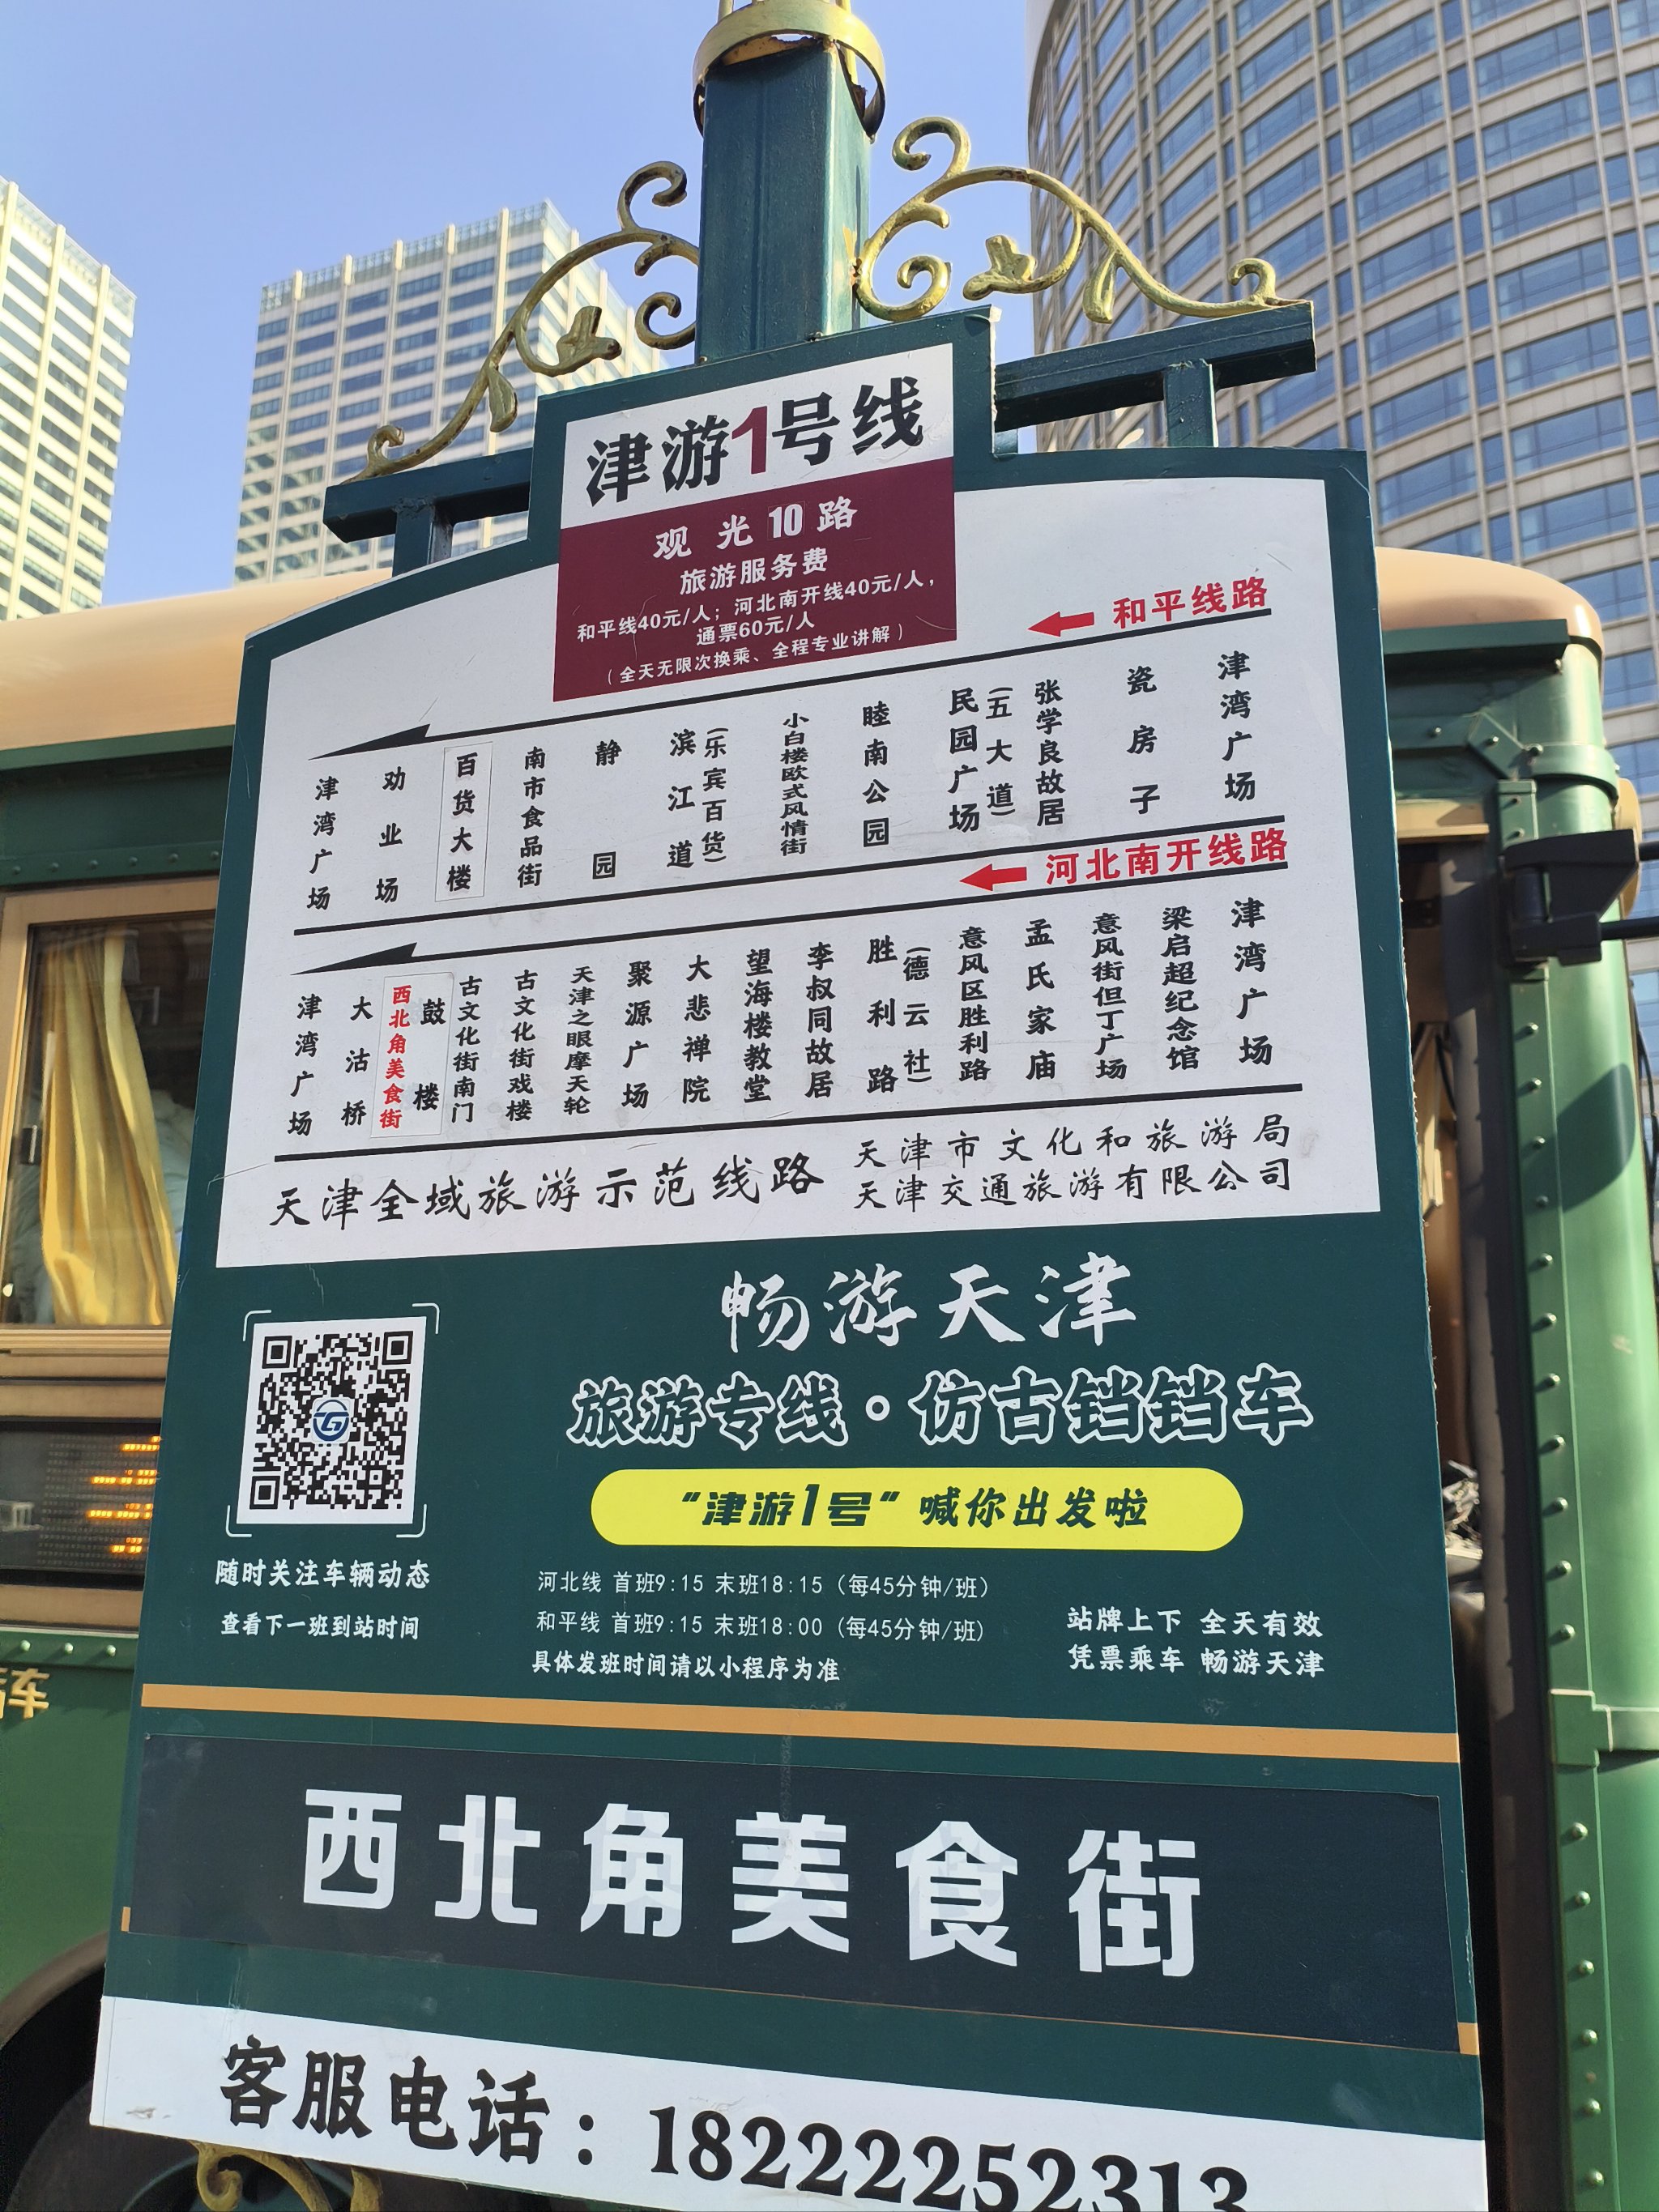 津游1号线
观光10路
旅游服务费
和平线40元/人；河北南开线40元/人，
通票60元/人
（全天无限次换乘、全程专业讲解）
和平线路
津湾广场
劝业场
百货大楼
南市食品街
静园
滨江道
（乐宾百货）
小白楼欧式风情街
睦南公园
民园广场
（五大道）
张学良故居
瓷房子
津湾广场
河北南开线路
津湾广场
大沽桥
西北角美食街
鼓楼
古文化街南门
古文化街戏楼
天津之眼摩天轮
聚源广场
大悲禅院
望海楼教堂
李叔同故居
胜利路
（德云社）
意风区胜利路
孟氏家庙
意风街但丁广场
梁启超纪念馆
津湾广场
天津全域旅游示范线路
天津市文化和旅游局
天津交通旅游有限公司
畅游天津
旅游专线·仿古铛铛车
“津游1号”喊你出发啦
随时关注车辆动态
查看下一班到站时间
河北线 首班9:15 末班18:15（每45分钟/班）
和平线 首班9:15 末班18:00（每45分钟/班）
具体发班时间请以小程序为准
站牌上下 全天有效
凭票乘车 畅游天津
西北角美食街
客服电话：18222252313
车